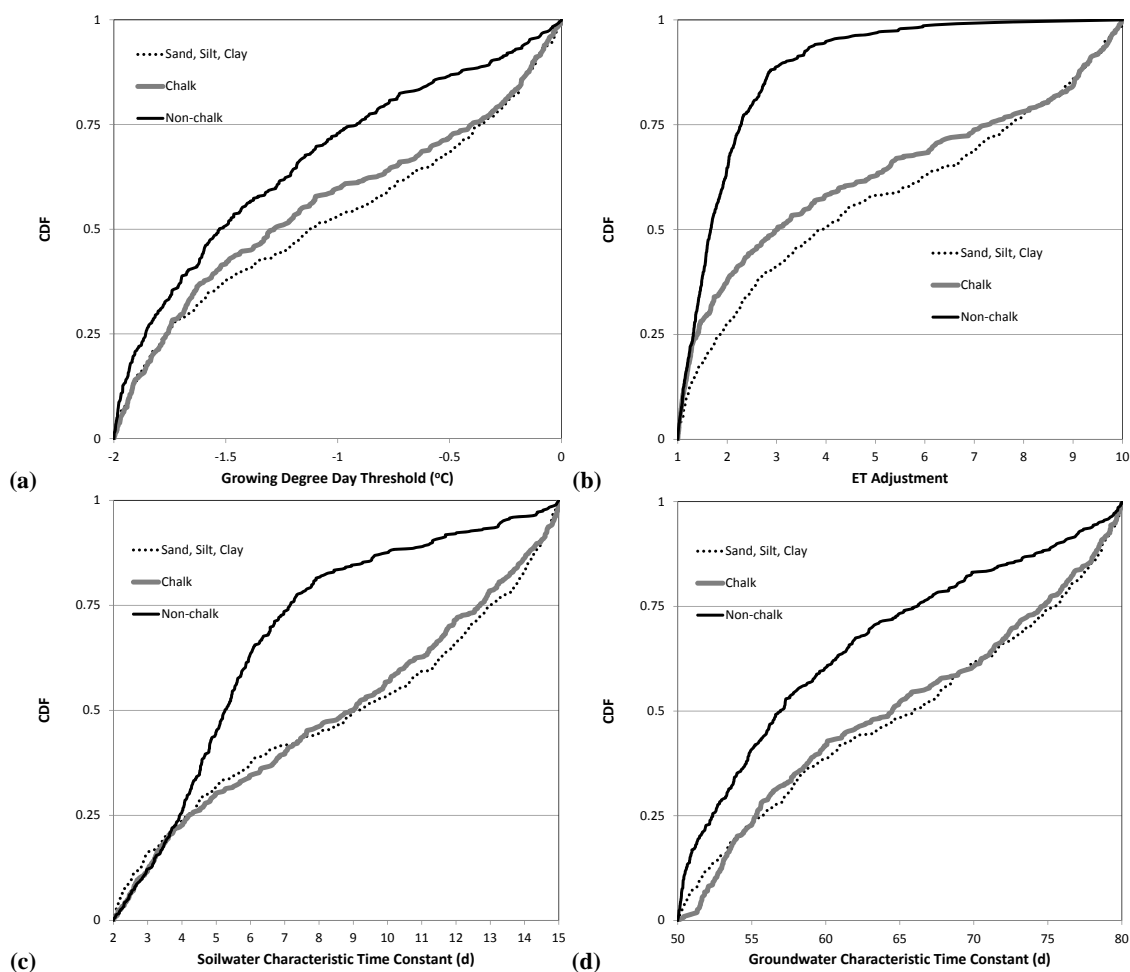 1
0.75
0.5
0.25
0
CDF
Sand, Silt, Clay
Chalk
Non-chalk
-2 -1.5 -1 -0.5 0
(a) Growing Degree Day Threshold (°C)
1
0.75
0.5
0.25
0
CDF
Sand, Silt, Clay
Chalk
Non-chalk
1 2 3 4 5 6 7 8 9 10
(b) ET Adjustment
1
0.75
0.5
0.25
0
CDF
Sand, Silt, Clay
Chalk
Non-chalk
2 3 4 5 6 7 8 9 10 11 12 13 14 15
(c) Soilwater Characteristic Time Constant (d)
1
0.75
0.5
0.25
0
CDF
Sand, Silt, Clay
Chalk
Non-chalk
50 55 60 65 70 75 80
(d) Groundwater Characteristic Time Constant (d)